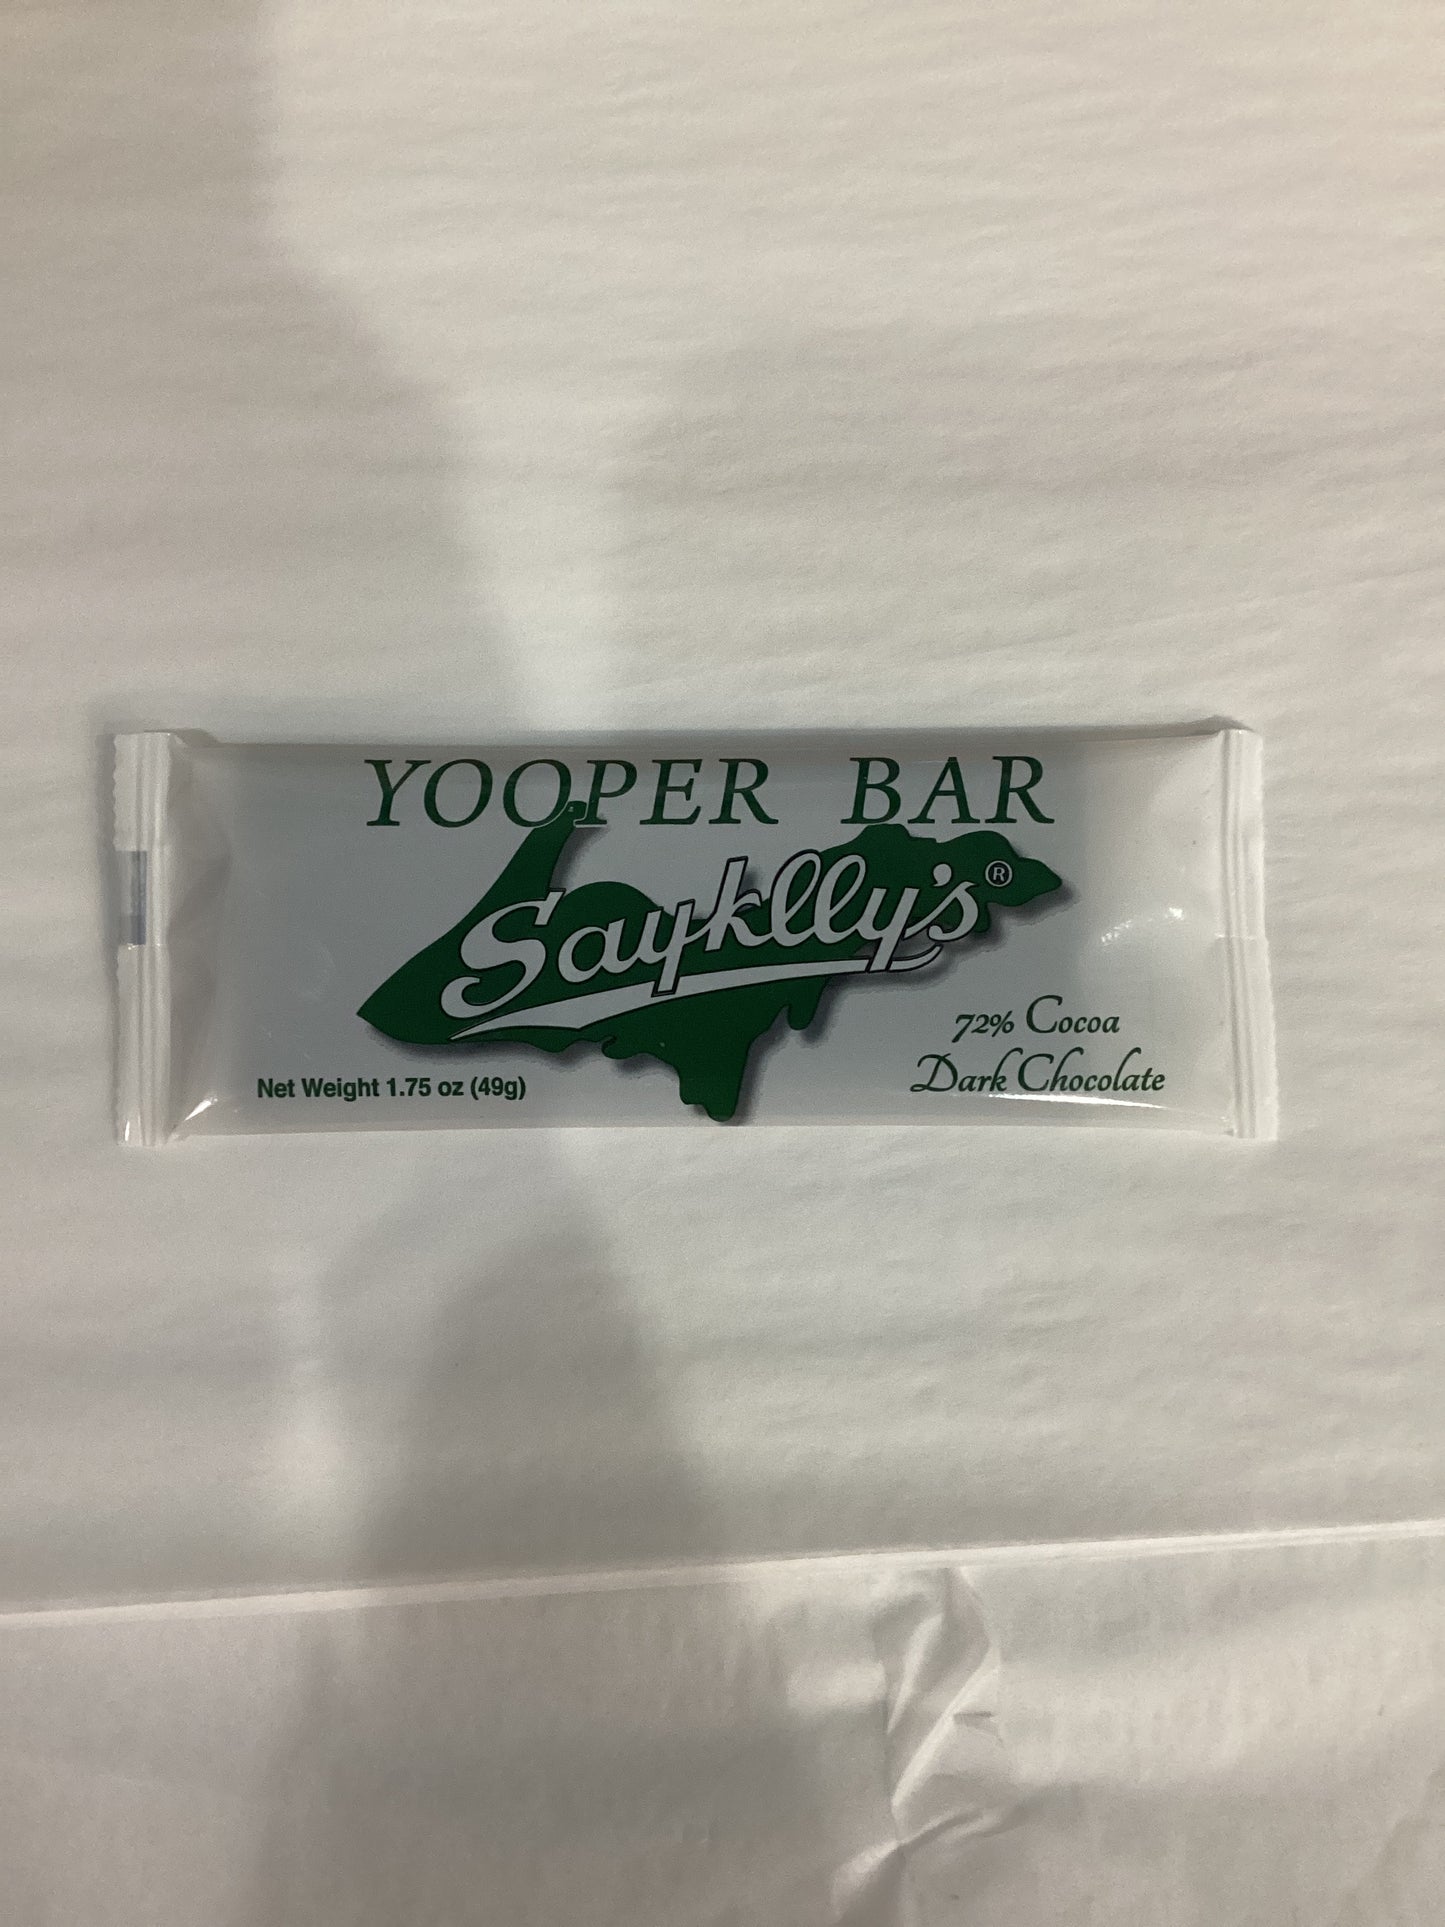 YOOPER BAR
Sayklly's®
72% Cocoa
Dark Chocolate
Net Weight 1.75 oz (49g)